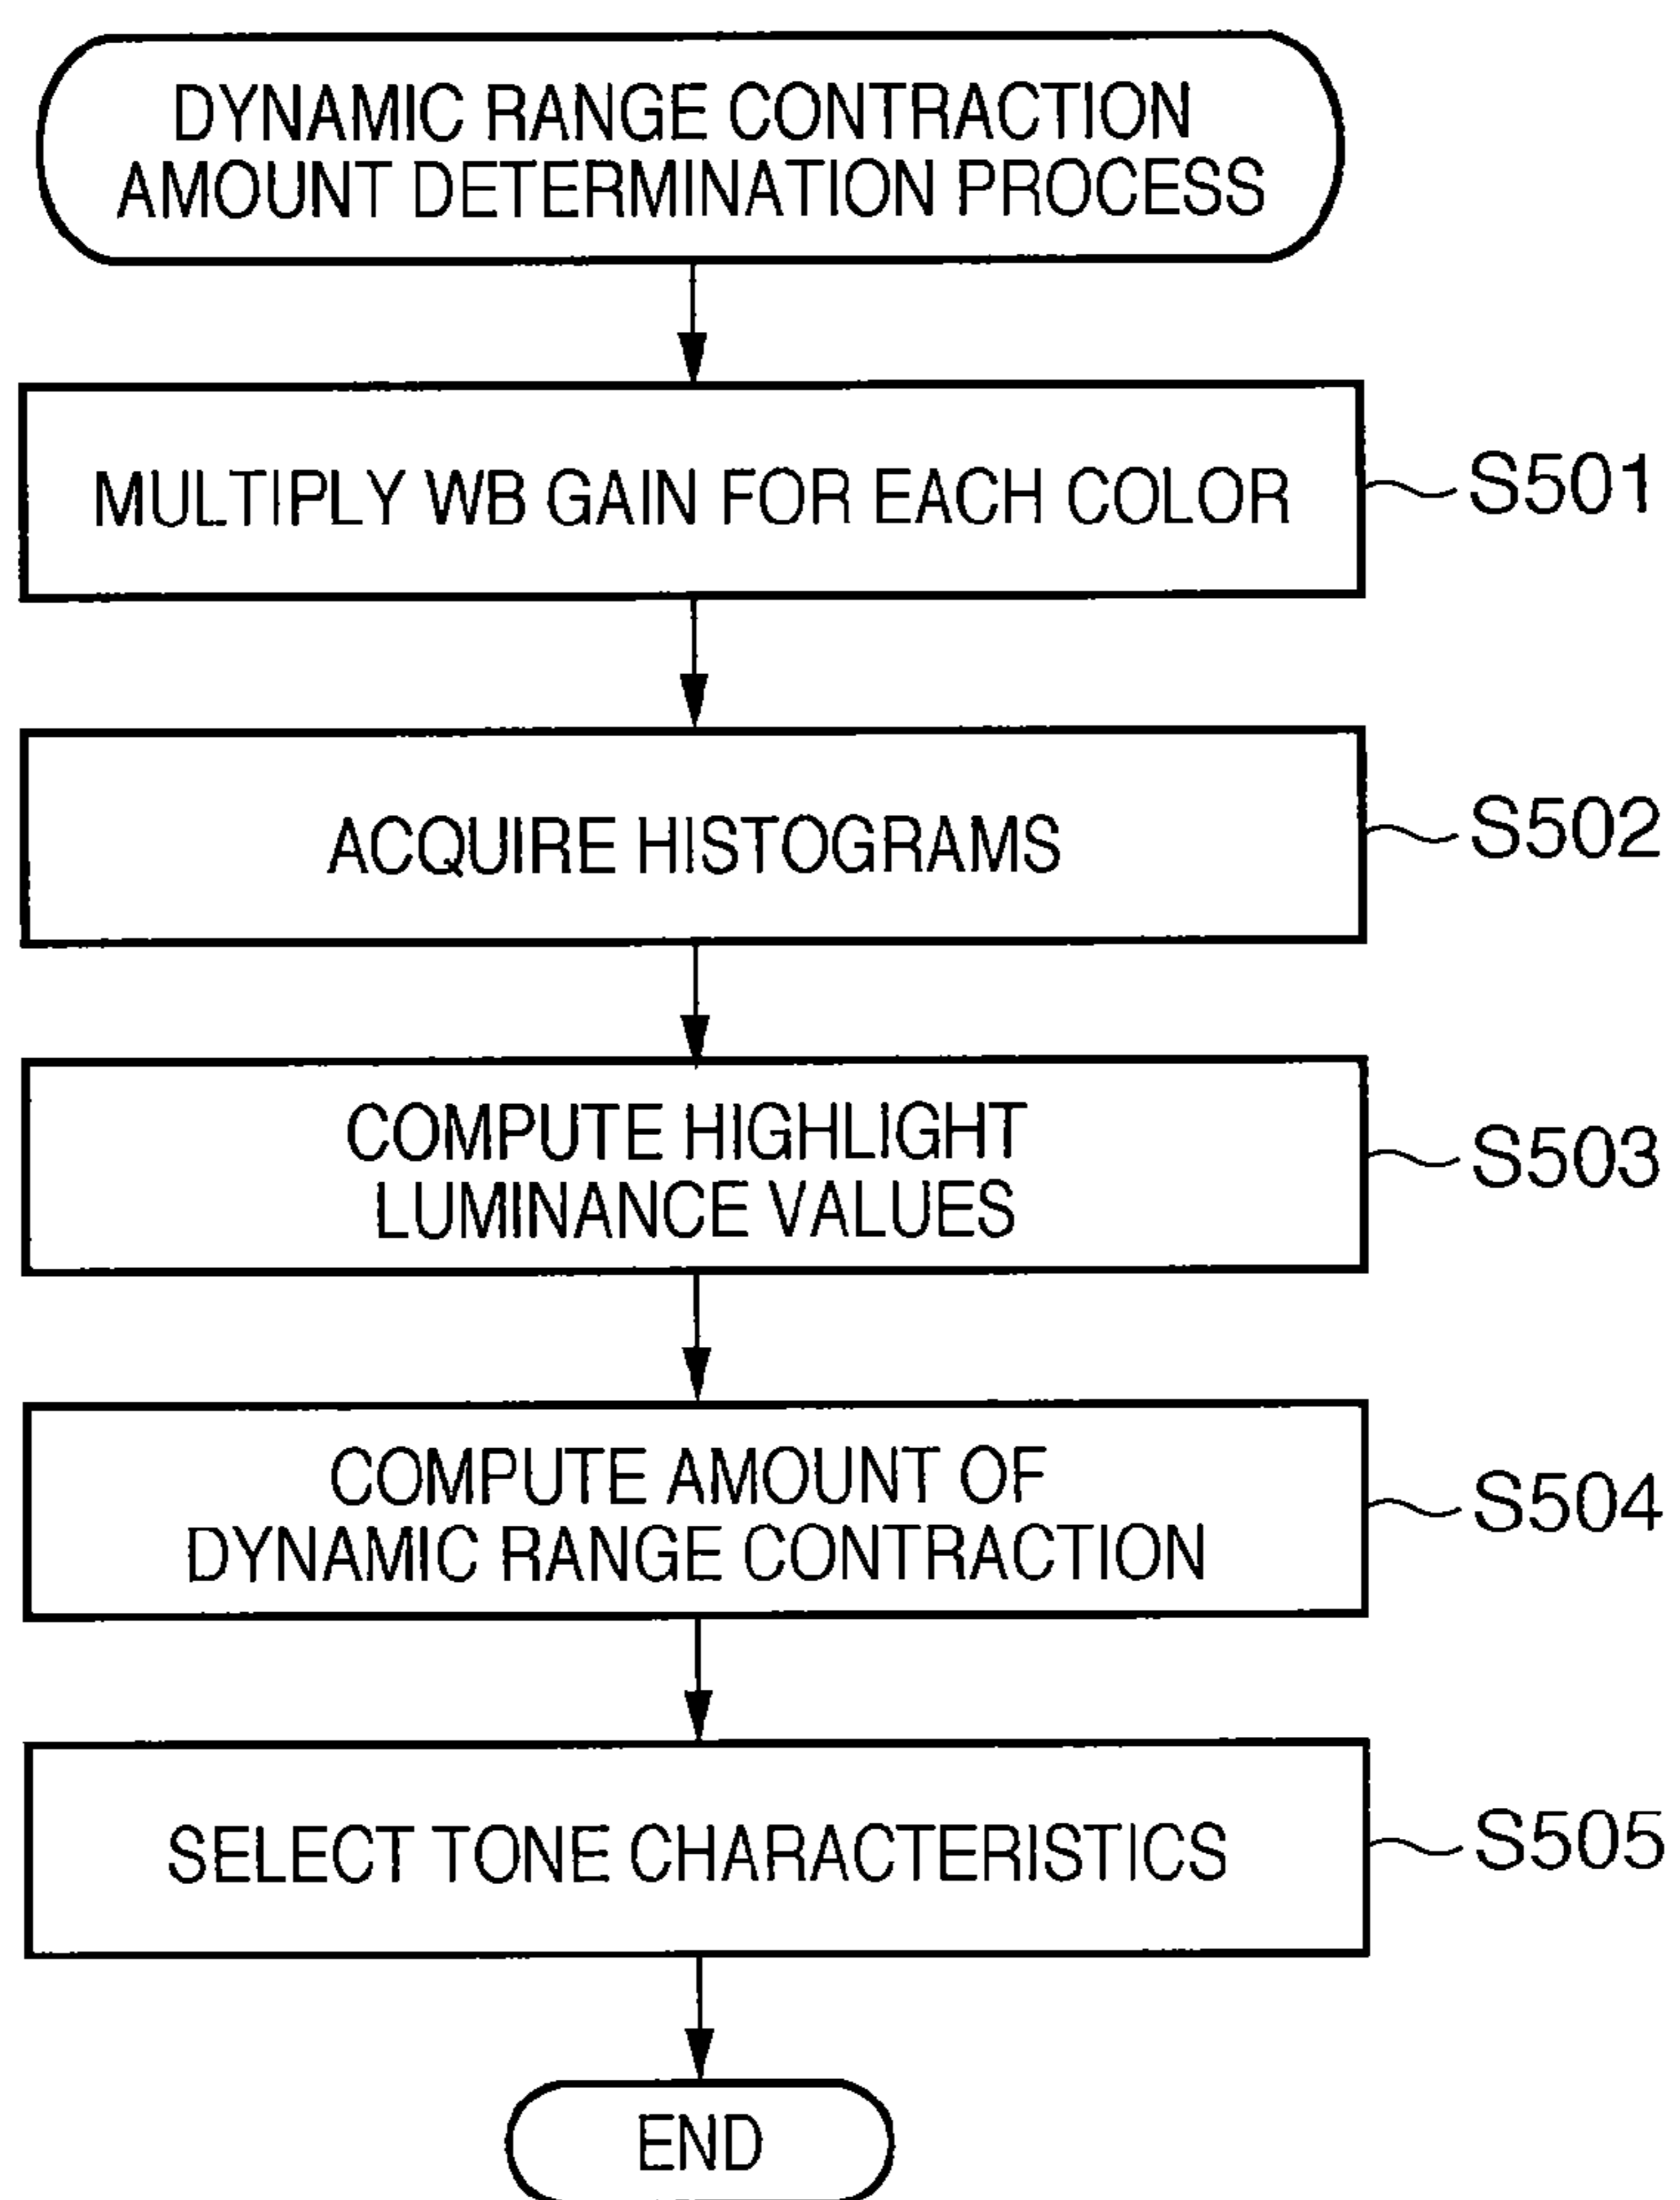 DYNAMIC RANGE CONTRACTION
AMOUNT DETERMINATION PROCESS
MULTIPLY WB GAIN FOR EACH COLOR
S501
ACQUIRE HISTOGRAMS
S502
COMPUTE HIGHLIGHT
LUMINANCE VALUES
S503
COMPUTE AMOUNT OF
DYNAMIC RANGE CONTRACTION
S504
SELECT TONE CHARACTERISTICS
S505
END